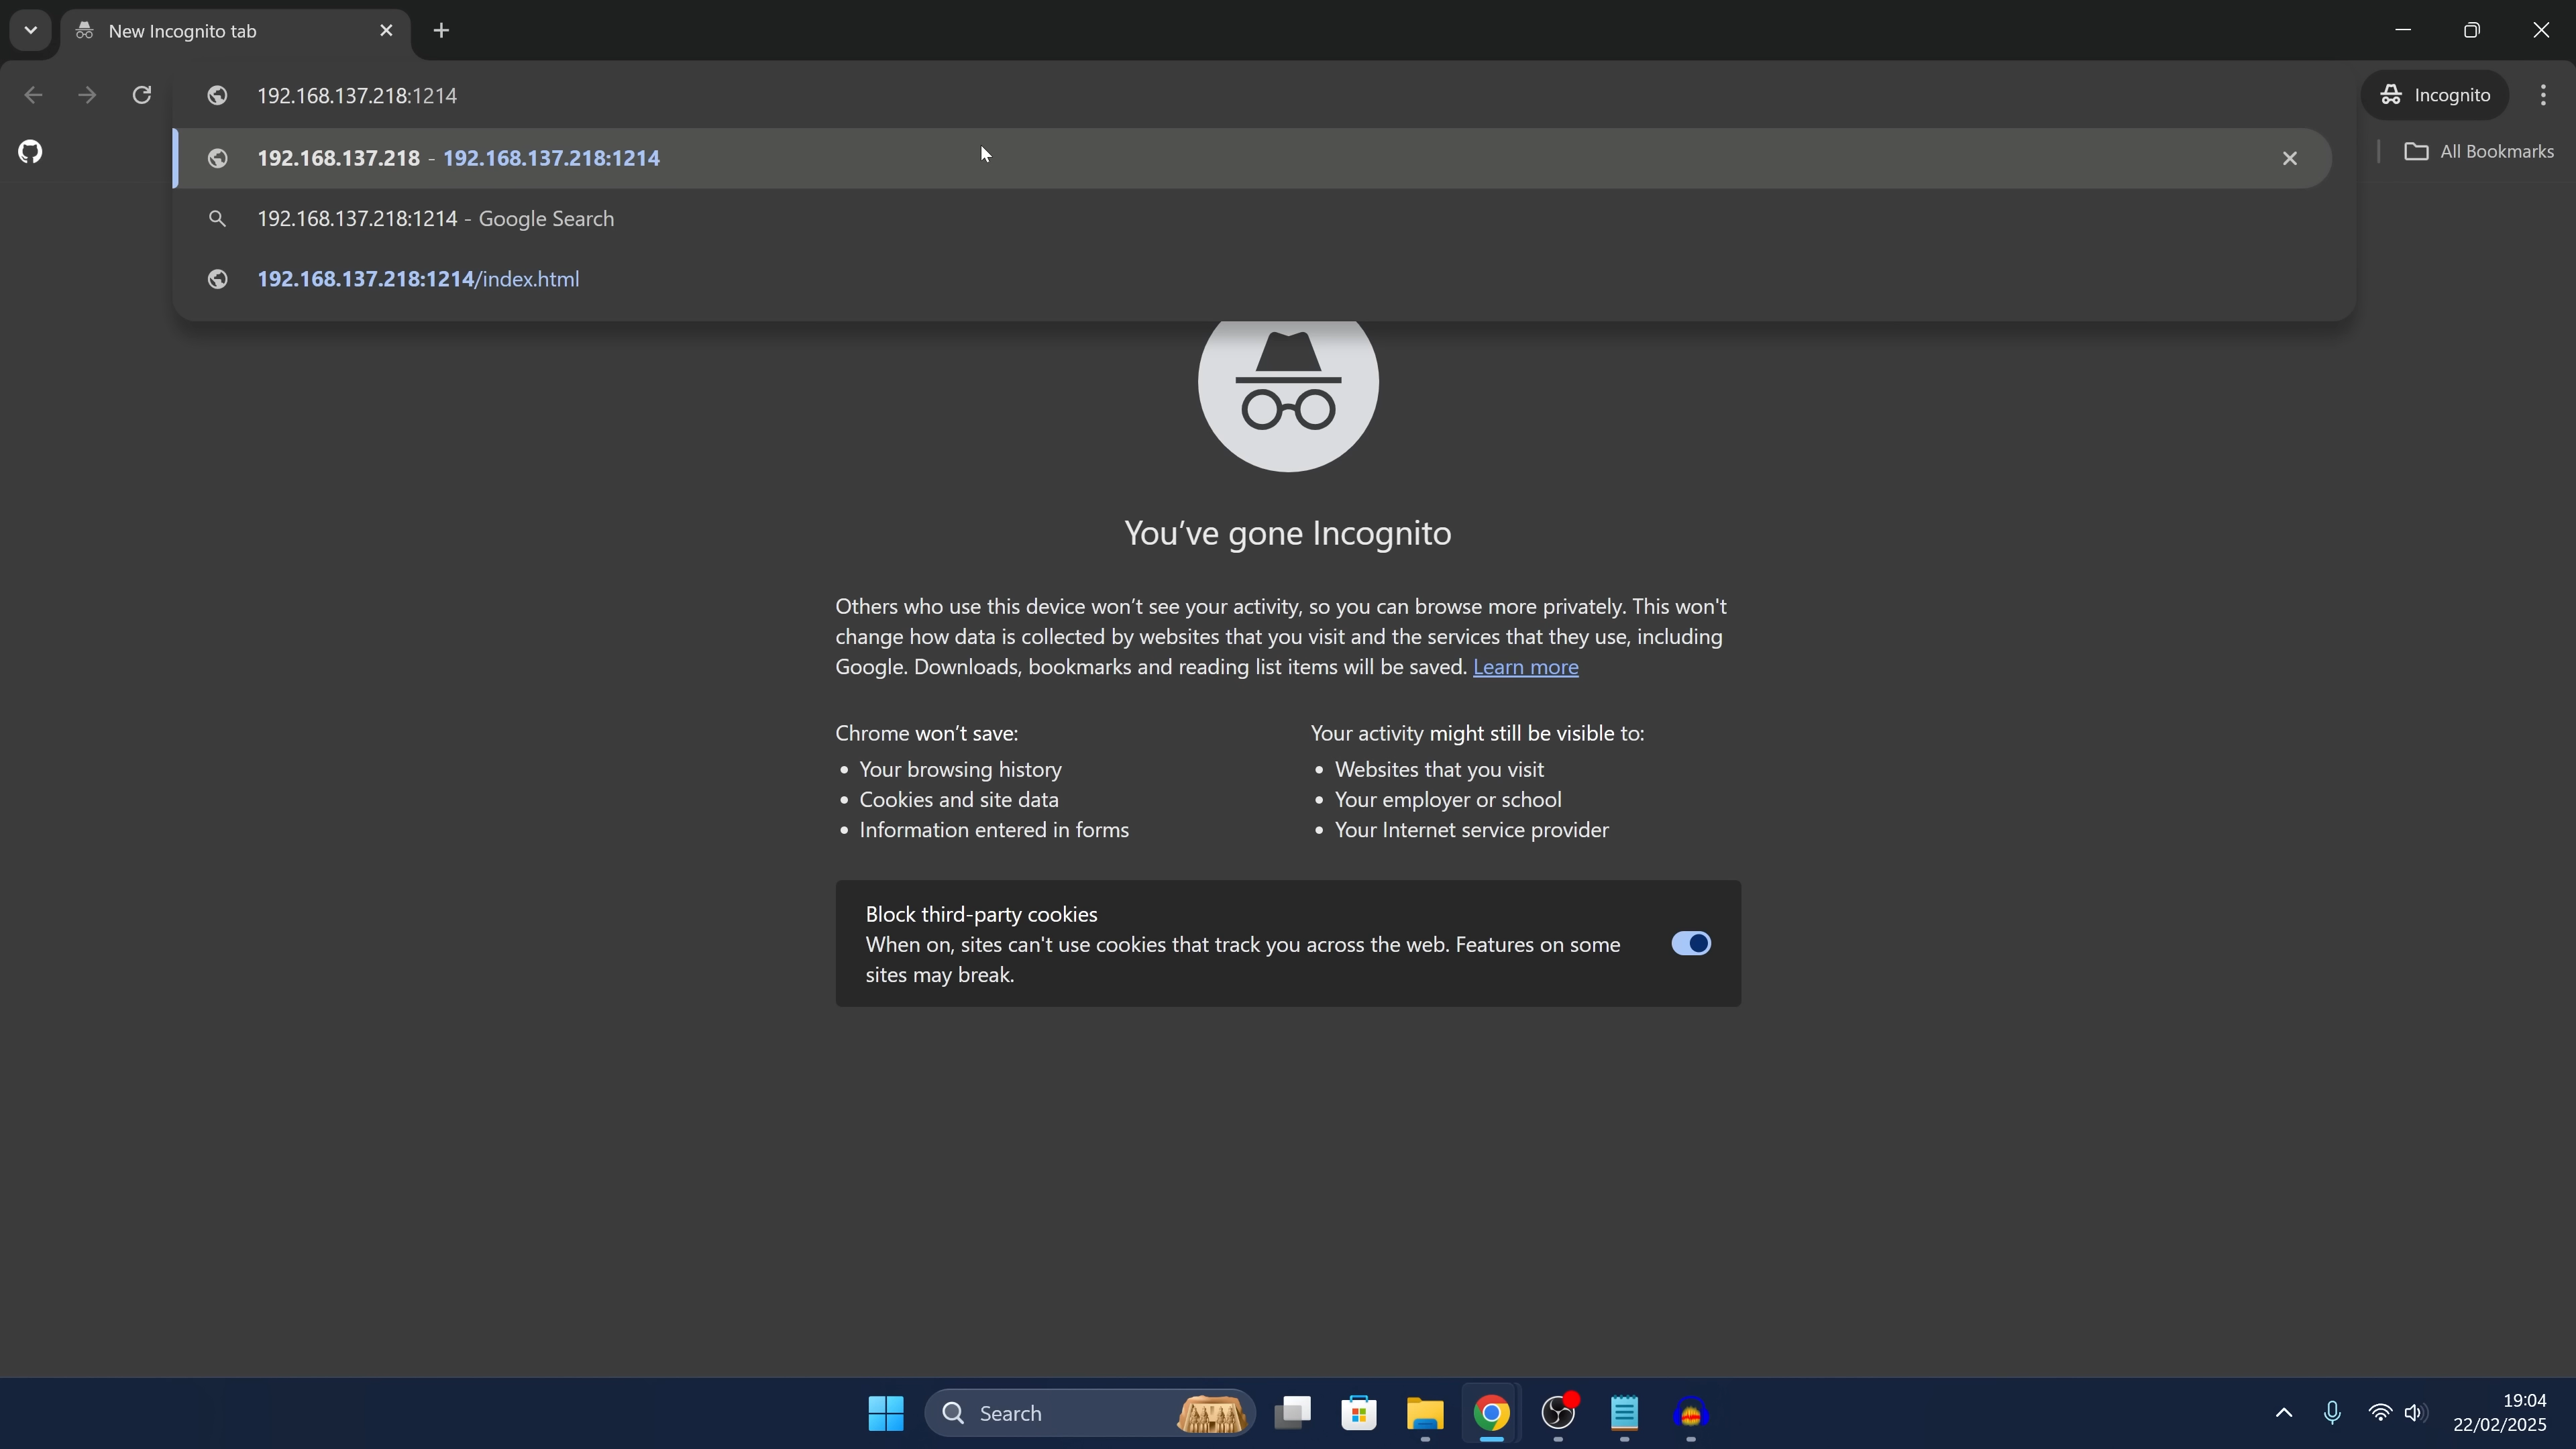 New Incognito tab
192.168.137.218:1214
Incognito
192.168.137.218 - 192.168.137.218:1214
All Bookmarks
192.168.137.218:1214 - Google Search
192.168.137.218:1214/index.html
You've gone Incognito
Others who use this device won't see your activity, so you can browse more privately. This won't
change how data is collected by websites that you visit and the services that they use, including
Google. Downloads, bookmarks and reading list items will be saved. Learn more
Chrome won't save:
Your activity might still be visible to:
• Your browsing history
• Websites that you visit
• Cookies and site data
• Your employer or school
• Information entered in forms
• Your Internet service provider
Block third-party cookies
When on, sites can't use cookies that track you across the web. Features on some
sites may break.
Search
19:04
22/02/2025